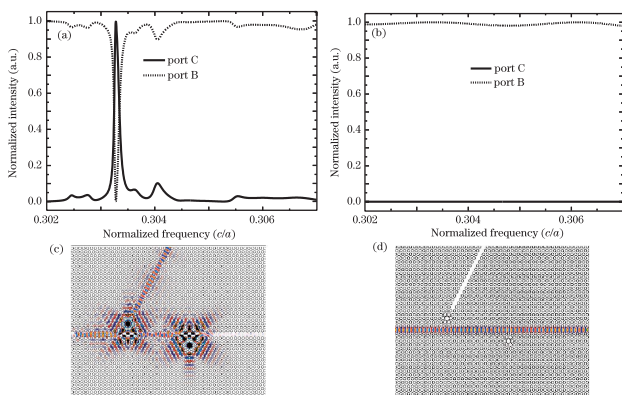 (a)
port C
port B
Normalized intensity (a.u.)
1.0
0.8
0.6
0.4
0.2
0.0
0.302
0.304
0.306
Normalized frequency (c/a)
(b)
port C
port B
Normalized intensity (a.u.)
1.0
0.8
0.6
0.4
0.2
0.0
0.302
0.304
0.306
Normalized frequency (c/a)
(c)
(d)